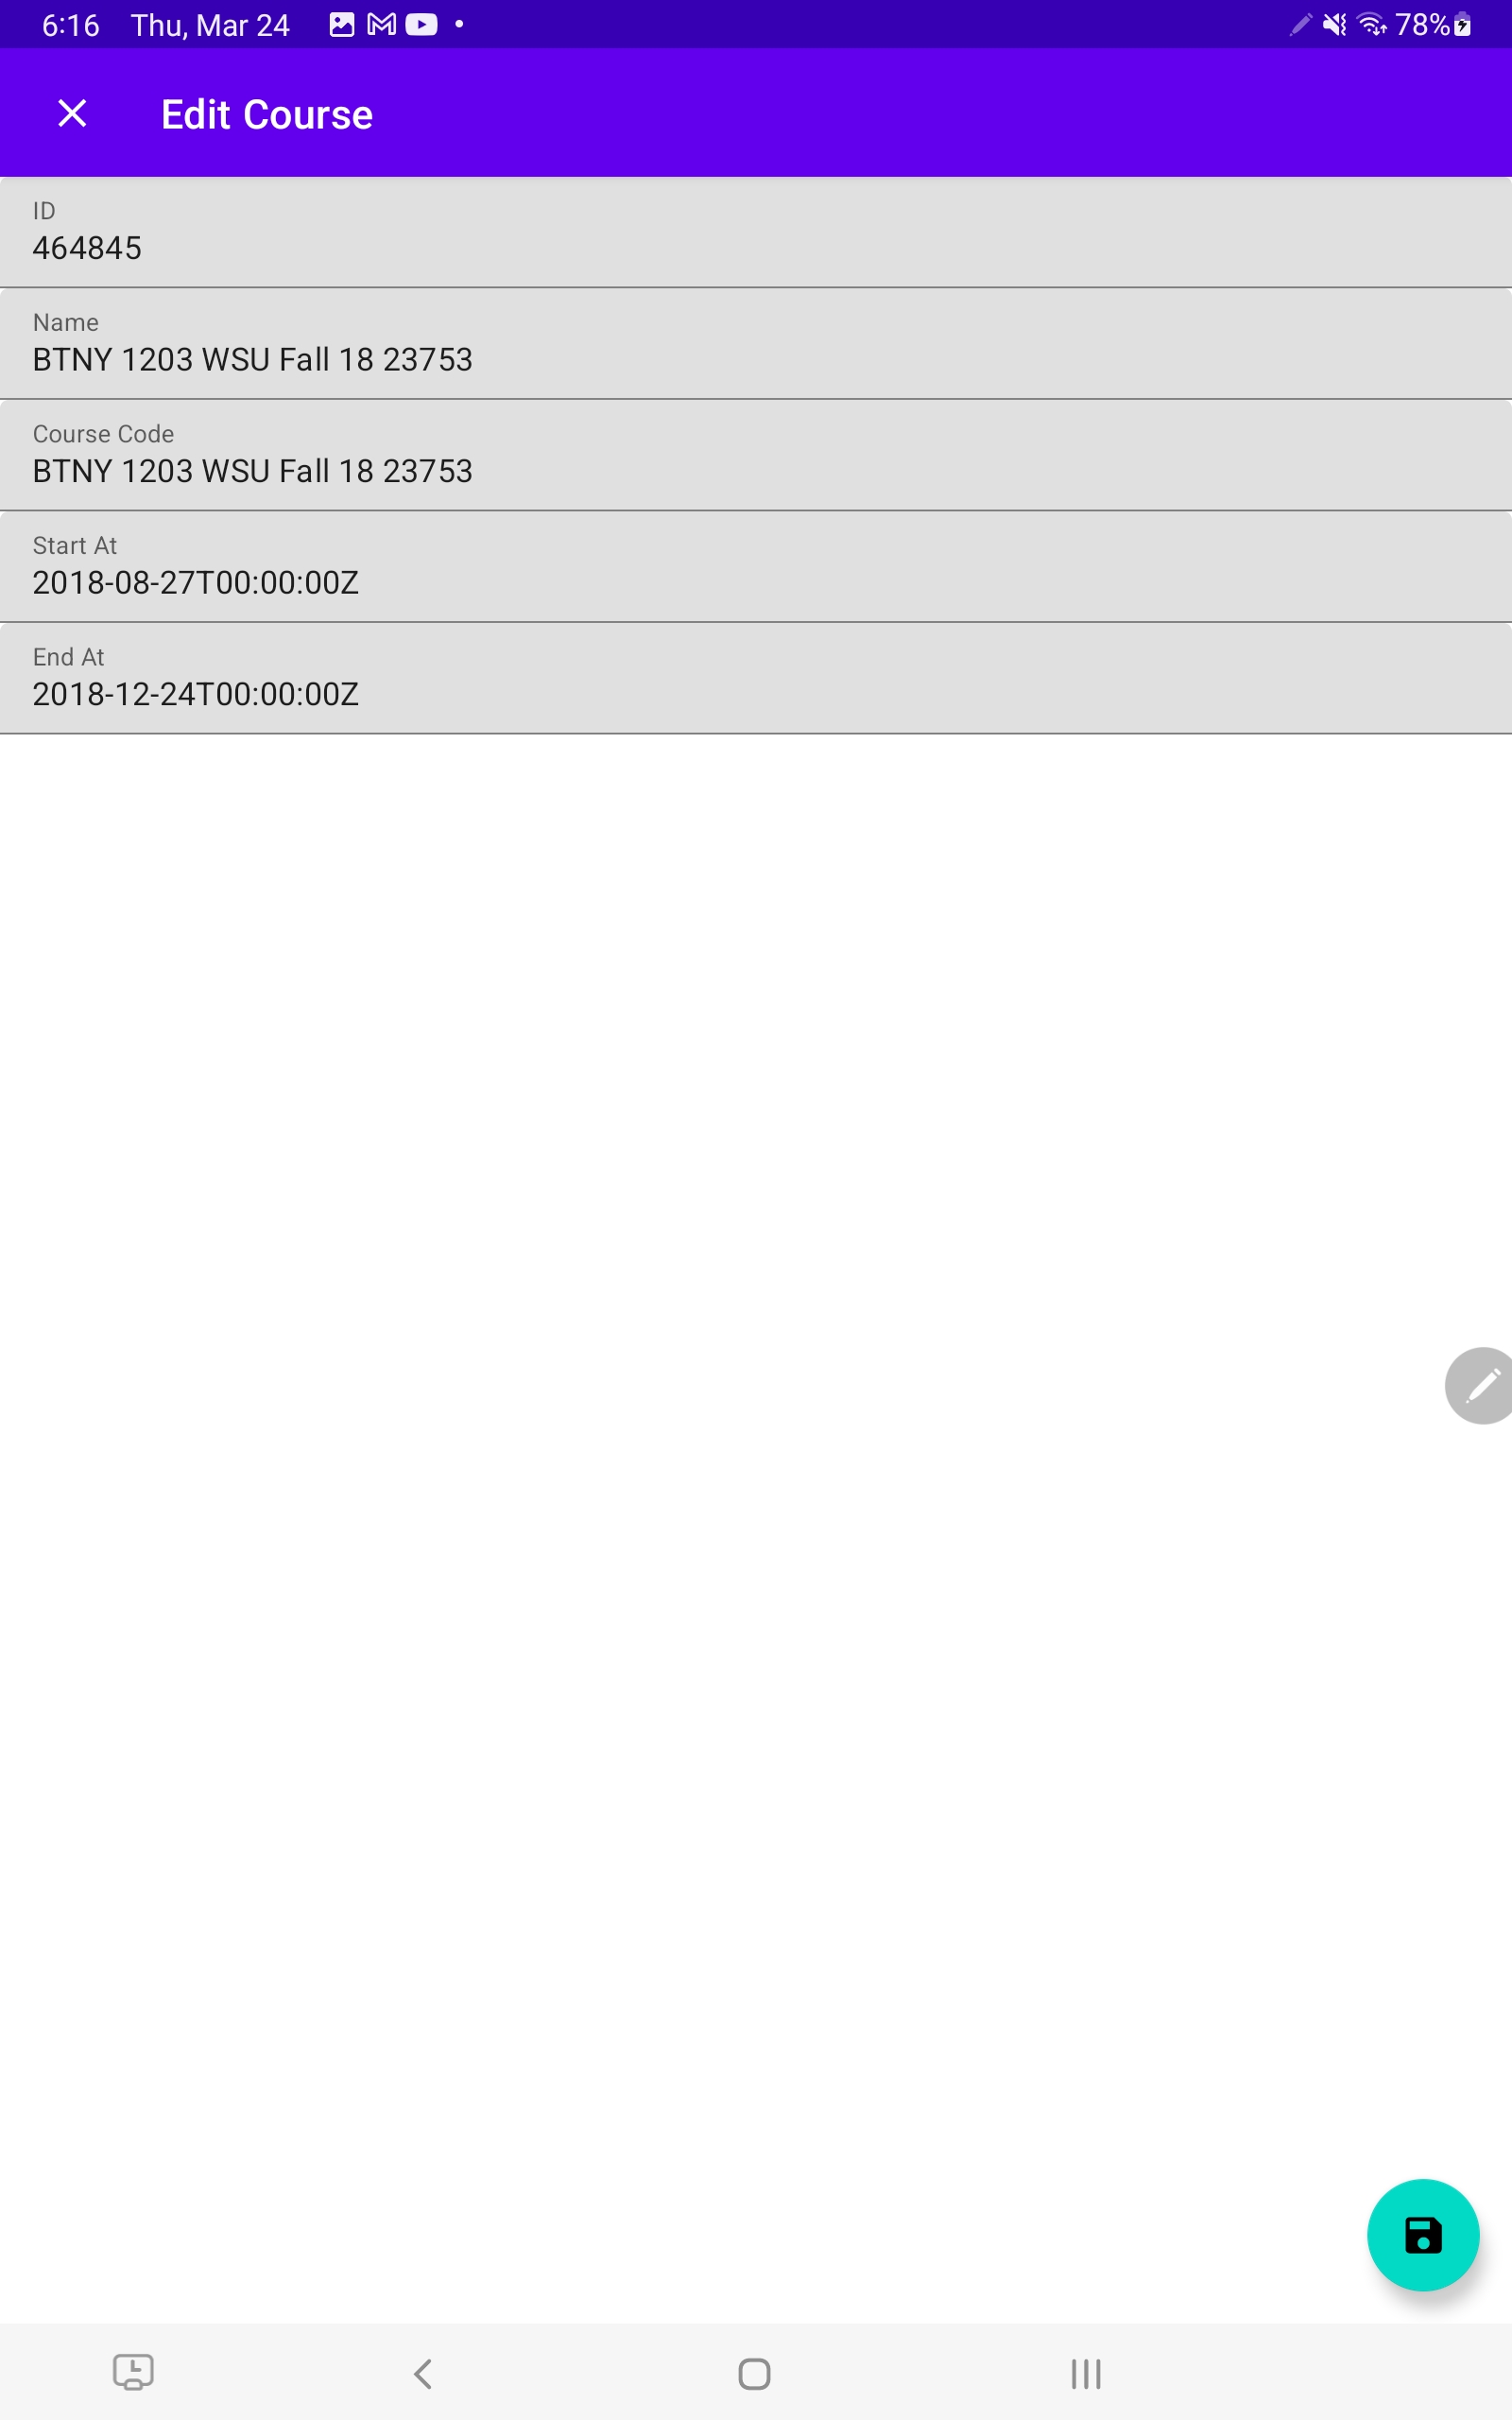 6:16 Thu, Mar 24 78%
Edit Course
ID
464845
Name
BTNY 1203 WSU Fall 18 23753
Course Code
BTNY 1203 WSU Fall 18 23753
Start At
2018-08-27T00:00:00Z
End At
2018-12-24T00:00:00Z